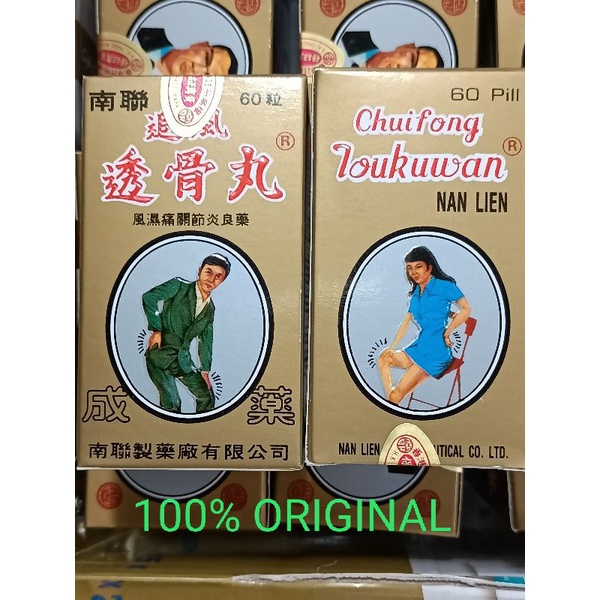 南聯
60粒
追風
透骨丸
®
風濕痛關節炎良藥
成藥
南聯製藥廠有限公司
60 Pill
Chuifong
Toukuwan
®
NAN LIEN
NAN LIEN
CO. LTD.
100% ORIGINAL